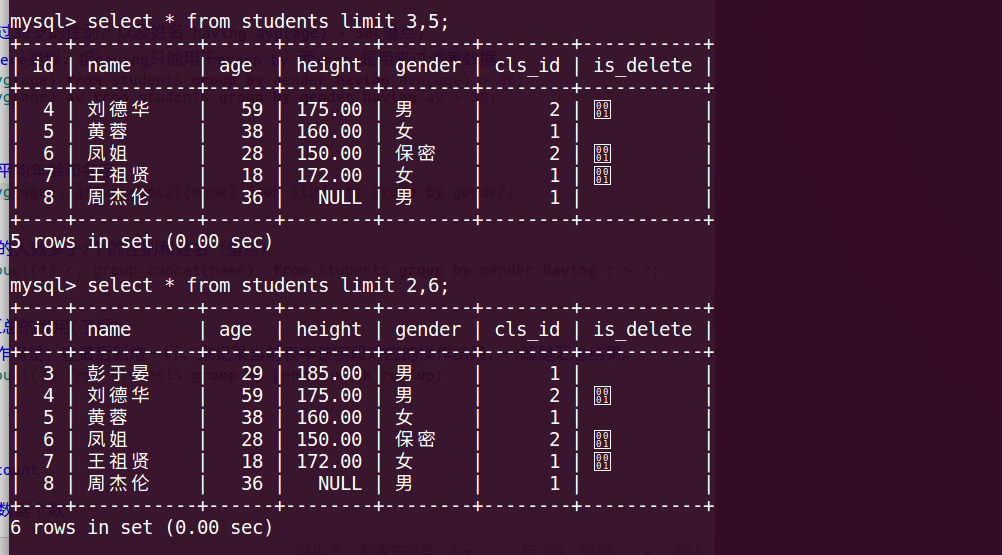 mysql> select * from students limit 3,5;
+----+-----------+------+--------+--------+--------+-----------+
| id | name | age | height | gender | cls_id | is_delete |
+----+-----------+------+--------+--------+--------+-----------+
| 4 | 刘德华 | 59 | 175.00 | 男 | 2 | 0001 |
| 5 | 黄蓉 | 38 | 160.00 | 女 | 1 | |
| 6 | 凤姐 | 28 | 150.00 | 保密 | 2 | 0001 |
| 7 | 王祖贤 | 18 | 172.00 | 女 | 1 | 0001 |
| 8 | 周杰伦 | 36 | NULL | 男 | 1 | |
+----+-----------+------+--------+--------+--------+-----------+
5 rows in set (0.00 sec)
mysql> select * from students limit 2,6;
+----+-----------+------+--------+--------+--------+-----------+
| id | name | age | height | gender | cls_id | is_delete |
+----+-----------+------+--------+--------+--------+-----------+
| 3 | 彭于晏 | 29 | 185.00 | 男 | 1 | |
| 4 | 刘德华 | 59 | 175.00 | 男 | 2 | 0001 |
| 5 | 黄蓉 | 38 | 160.00 | 女 | 1 | |
| 6 | 凤姐 | 28 | 150.00 | 保密 | 2 | 0001 |
| 7 | 王祖贤 | 18 | 172.00 | 女 | 1 | 0001 |
| 8 | 周杰伦 | 36 | NULL | 男 | 1 | |
+----+-----------+------+--------+--------+--------+-----------+
6 rows in set (0.00 sec)